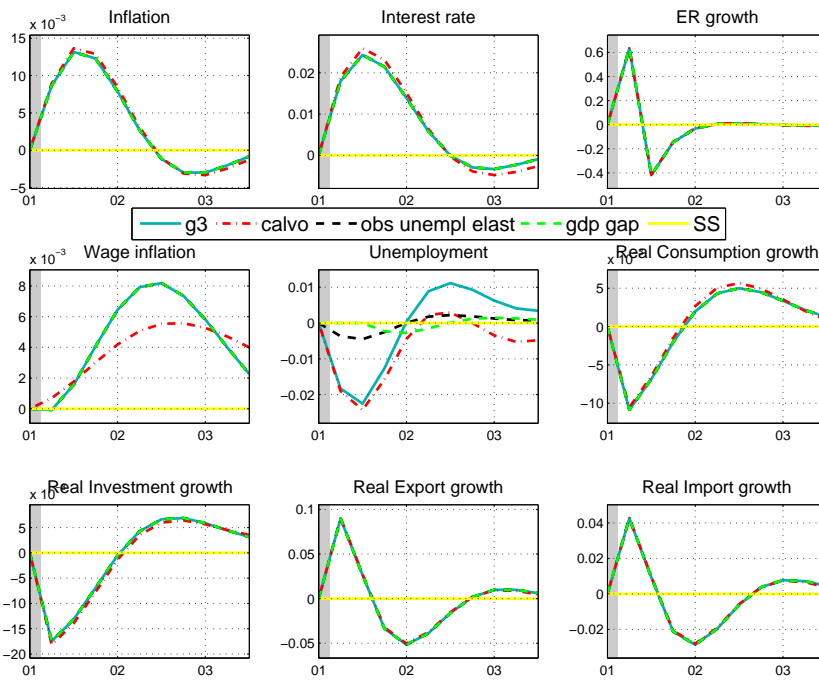 Inflation
x 10⁻³
15
10
5
0
−5
01 02 03
Interest rate
0.02
0.01
0
01 02 03
ER growth
0.6
0.4
0.2
0
−0.2
−0.4
01 02 03
g3 calvo obs unempl elast gdp gap SS
Wage inflation
x 10⁻³
8
6
4
2
0
01 02 03
Unemployment
0.01
0
−0.01
−0.02
01 02 03
Real Consumption growth
x 10
5
0
−5
−10
01 02 03
Real Investment growth
x 10
5
0
−5
−10
−15
−20
01 02 03
Real Export growth
0.1
0.05
0
−0.05
01 02 03
Real Import growth
0.04
0.02
0
−0.02
01 02 03